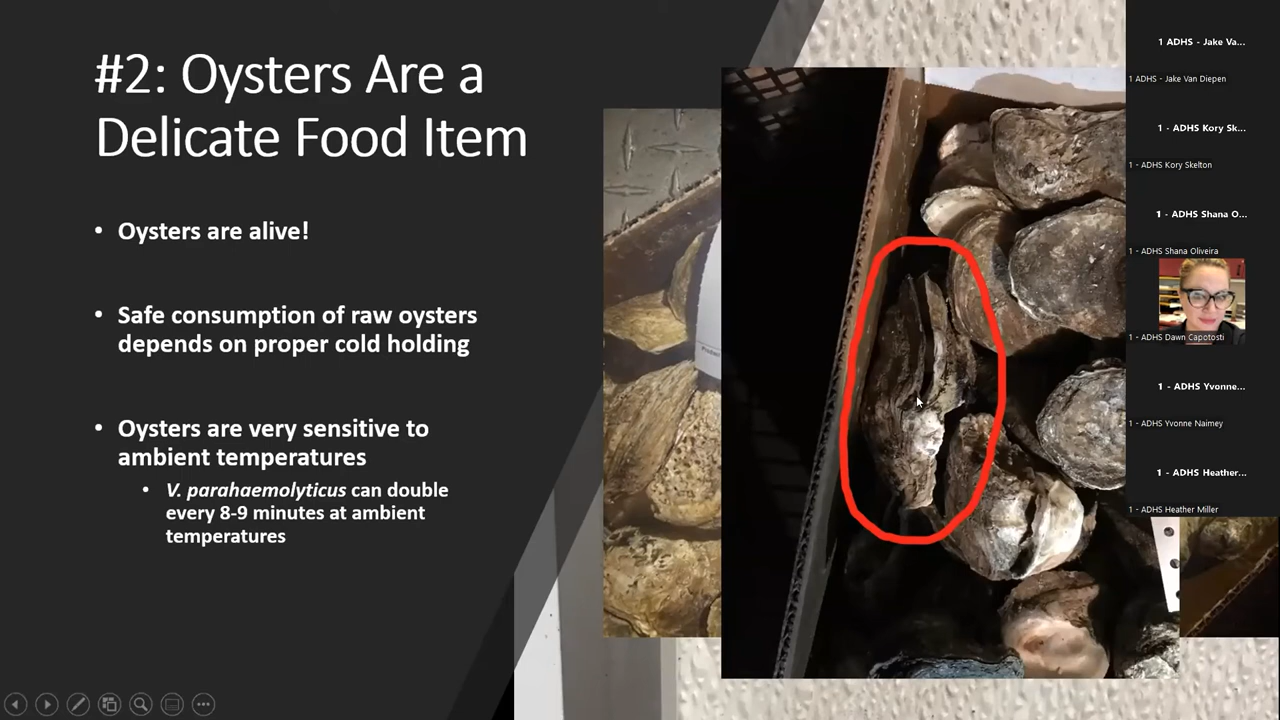 #2: Oysters Are a
Delicate Food Item
• Oysters are alive!
• Safe consumption of raw oysters
depends on proper cold holding
• Oysters are very sensitive to
ambient temperatures
• V. parahaemolyticus can double
every 8-9 minutes at ambient
temperatures
1 ADHS - Jake Va...
1 ADHS - Jake Van Diepen
1 - ADHS Kory Sk...
1 - ADHS Kory Skelton
1 - ADHS Shana O...
1 - ADHS Shana Oliveira
1 - ADHS Dawn Capotosti
1 - ADHS Yvonne...
1 - ADHS Yvonne Naimey
1 - ADHS Heather...
1 - ADHS Heather Miller